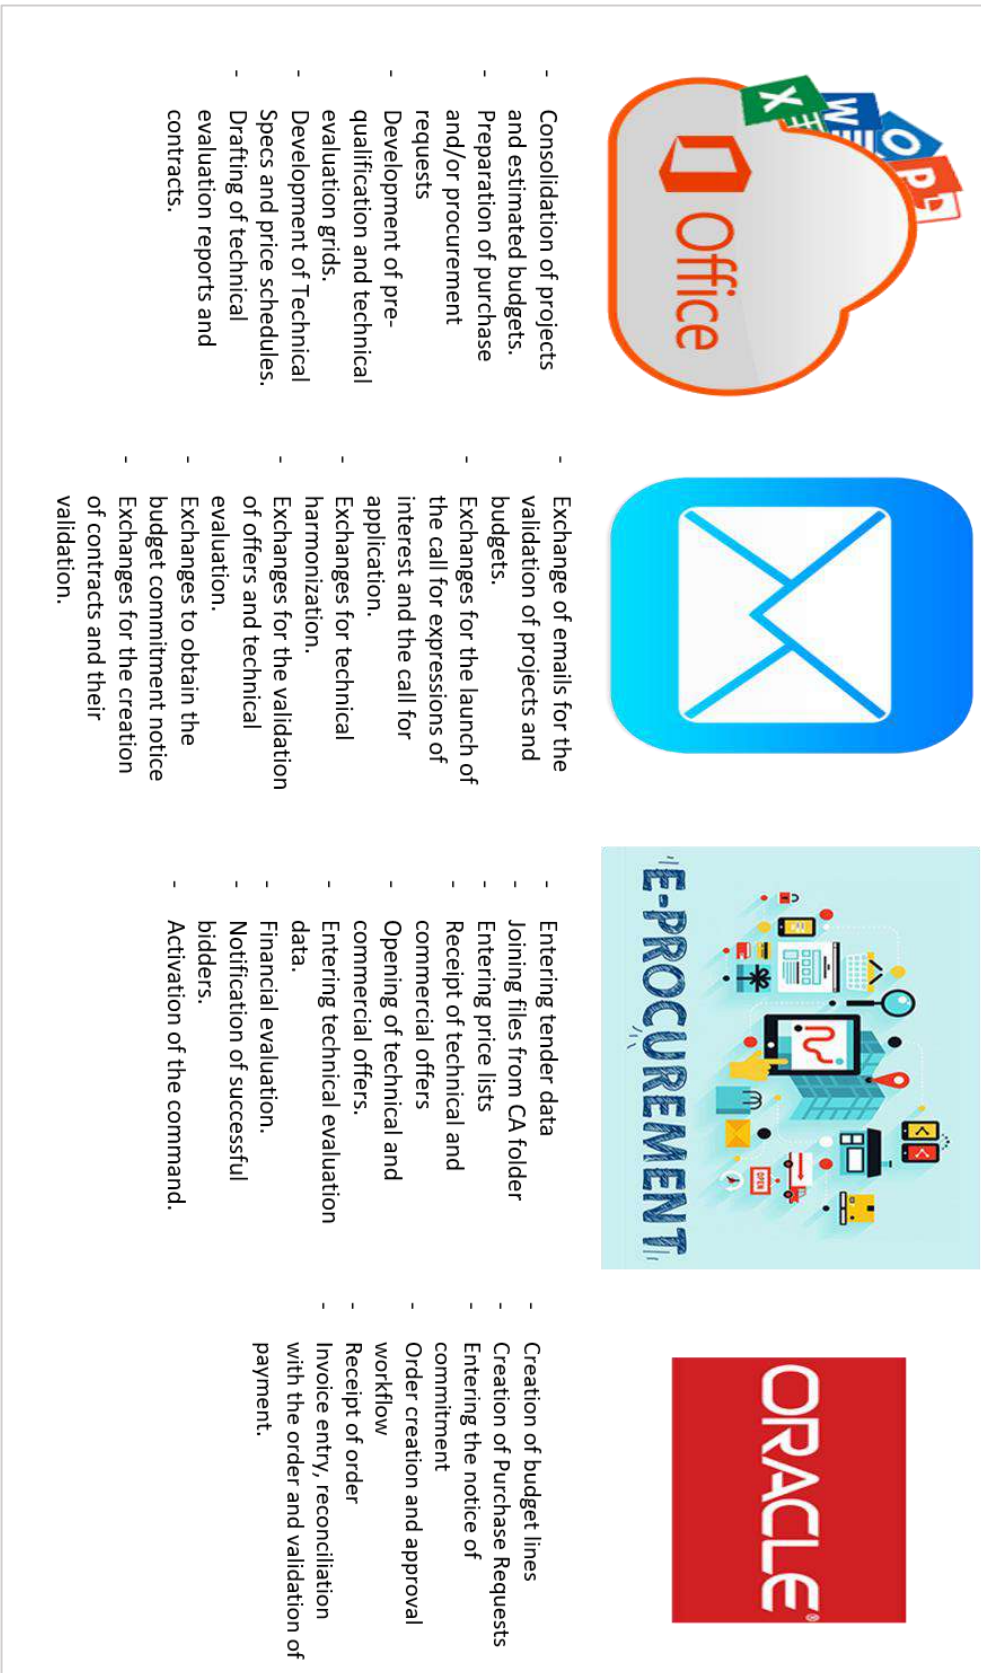 X
W
O
P
Office
- Consolidation of projects
and estimated budgets.
- Preparation of purchase
and/or procurement
requests
- Development of pre-
qualification and technical
evaluation grids.
- Development of Technical
Specs and price schedules.
- Drafting of technical
evaluation reports and
contracts.
- Exchange of emails for the
validation of projects and
budgets.
- Exchanges for the launch of
the call for expressions of
interest and the call for
application.
- Exchanges for technical
harmonization.
- Exchanges for the validation
of offers and technical
evaluation.
- Exchanges to obtain the
budget commitment notice
- Exchanges for the creation
of contracts and their
validation.
OPEN
E-PROCUREMENT
- Entering tender data
- Joining files from CA folder
- Entering price lists
- Receipt of technical and
commercial offers
- Opening of technical and
commercial offers.
- Entering technical evaluation
data.
- Financial evaluation.
- Notification of successful
bidders.
- Activation of the command.
ORACLE®
- Creation of budget lines
- Creation of Purchase Requests
- Entering the notice of
commitment
- Order creation and approval
workflow
- Receipt of order
- Invoice entry, reconciliation
with the order and validation of
payment.